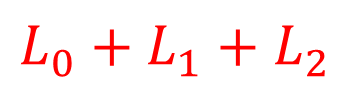 L₀ + L₁ + L₂